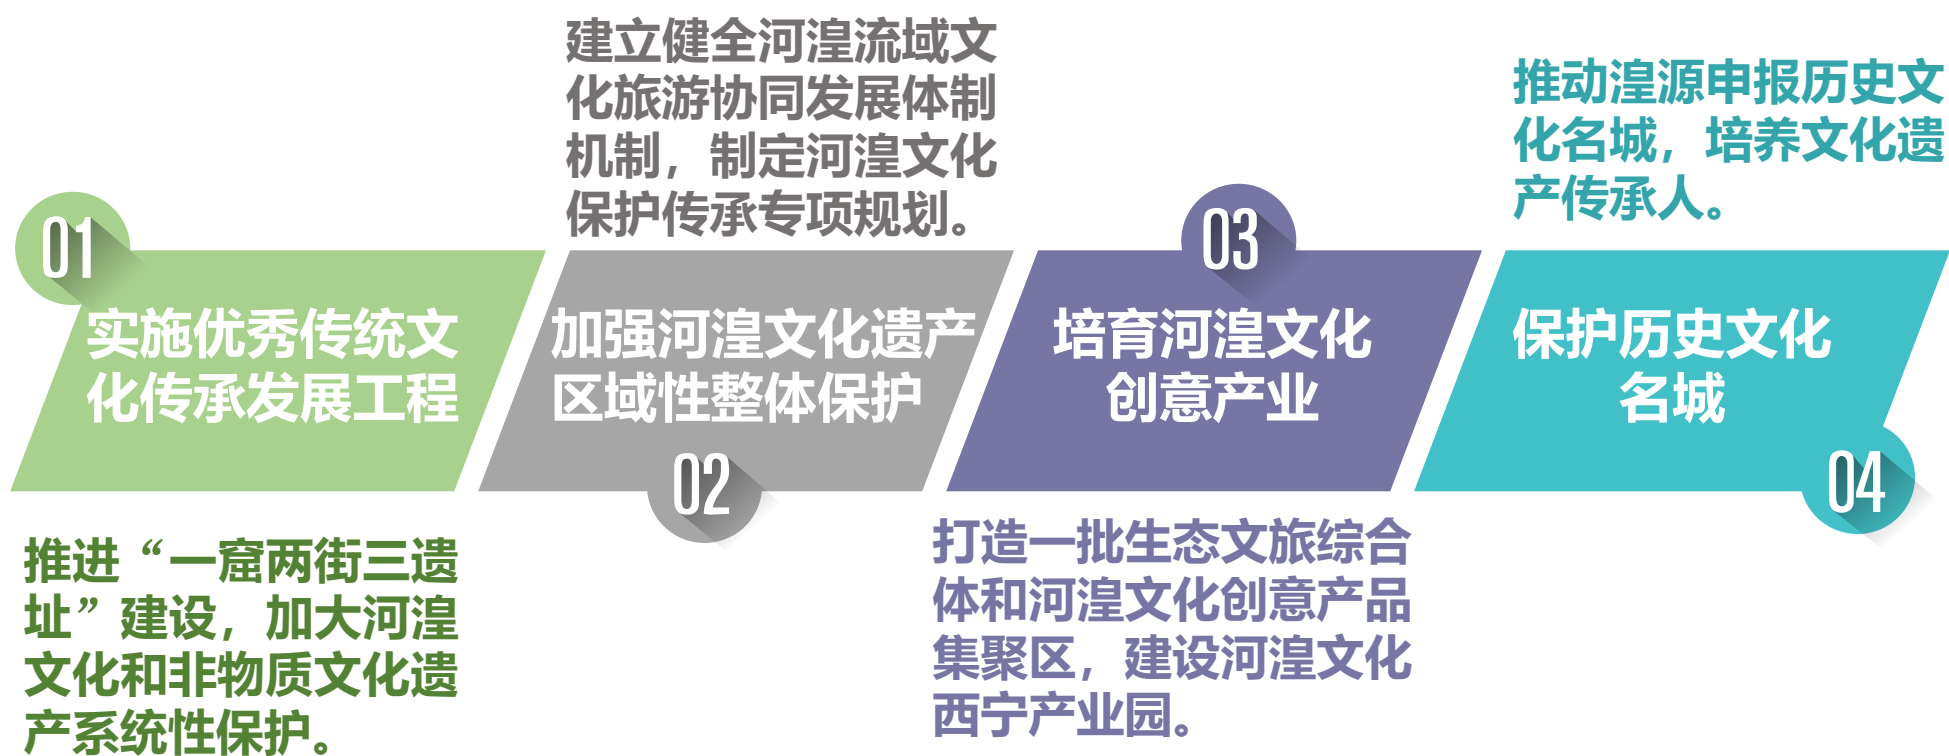 01
实施优秀传统文
化传承发展工程
推进“一窟两街三遗
址”建设，加大河湟
文化和非物质文化遗
产系统性保护。
建立健全河湟流域文
化旅游协同发展体制
机制，制定河湟文化
保护传承专项规划。
加强河湟文化遗产
区域性整体保护
02
03
培育河湟文化
创意产业
打造一批生态文旅综合
体和河湟文化创意产品
集聚区，建设河湟文化
西宁产业园。
推动湟源申报历史文
化名城，培养文化遗
产传承人。
保护历史文化
名城
04